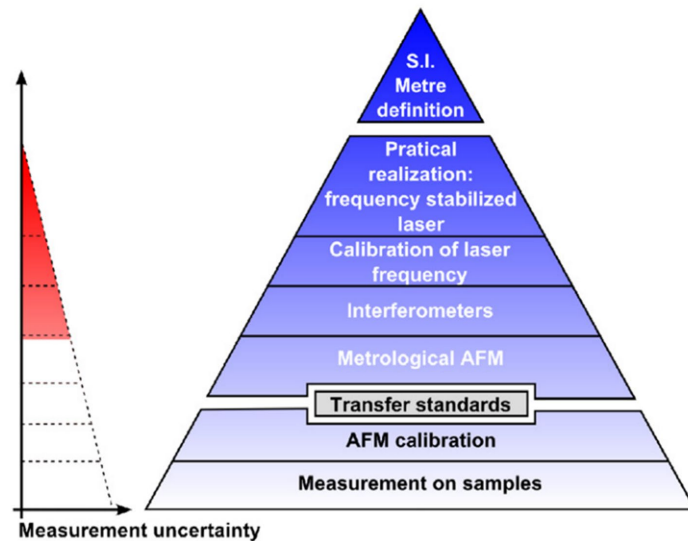 S.I.
Metre
definition
Pratical
realization:
frequency stabilized
laser
Calibration of laser
frequency
Interferometers
Metrological AFM
Transfer standards
AFM calibration
Measurement on samples
Measurement uncertainty